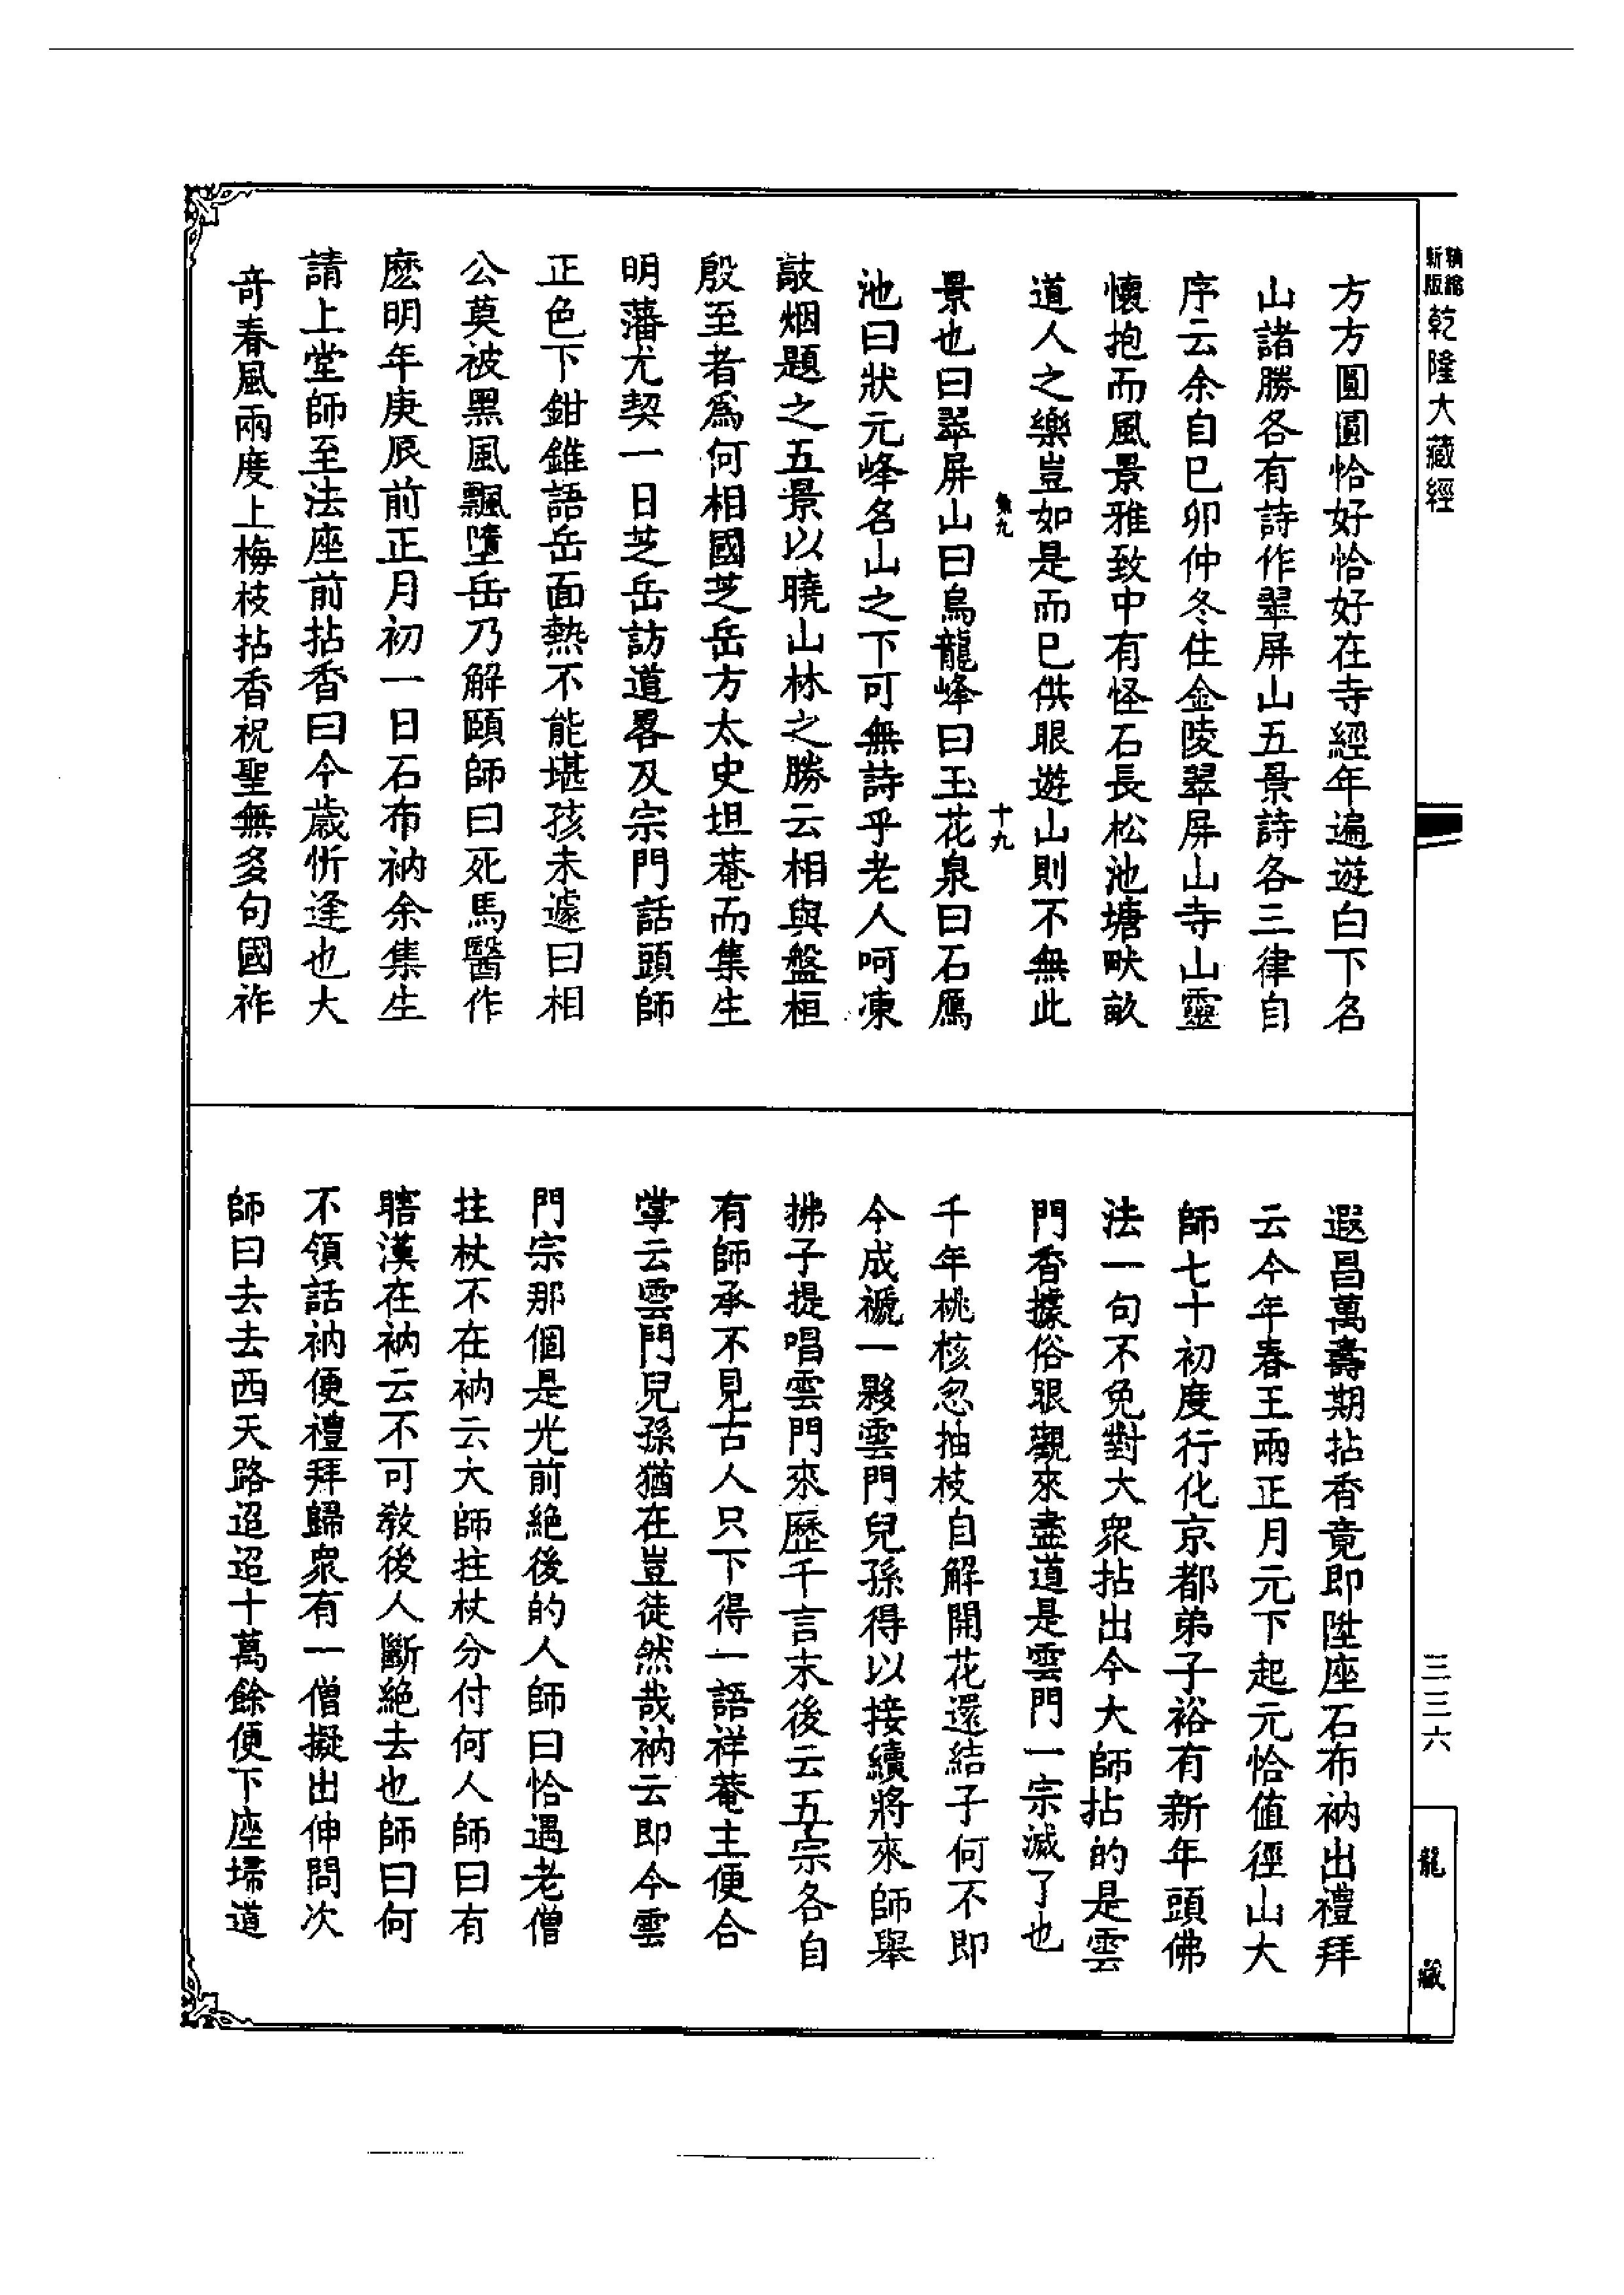 精縮新版乾隆大藏經
方方圓圓恰好恰好在寺經年遍遊白下名
山諸勝各有詩作翠屏山五景詩各三律自
序云余自巳卯仲冬住金陵翠屏山寺山靈
懷抱而風景雅致中有怪石長松池塘畎畝
道人之樂豈如是而巳供眼遊山則不無此
十九
景也曰翠屏山曰烏龍峰曰玉花泉曰石鴈
池曰狀元峰名山之下可無詩乎老人呵凍
敲烟題之五景以曉山林之勝云相與盤桓
殷至者爲何相國芝岳方太史坦菴而集生
明藩尤契一日芝岳訪道畧及宗門話頭師
正色下鉗錐語岳面熱不能堪孩未遽曰相
公莫被黑風飄墮岳乃解頤師曰死馬醫作
麽明年庚辰前正月初一日石布衲余集生
請上堂師至法座前拈香曰今歲忻逢也大
奇春風兩度上梅枝拈香祝聖無多句國祚
遐昌萬壽期拈香竟即陞座石布衲出禮拜
云今年春王兩正月元下起元恰值徑山大
師七十初度行化京都弟子裕有新年頭佛
法一句不免對大衆拈出今大師拈的是雲
門香據俗眼觀來盡道是雲門一宗滅了也
千年桃核忽抽枝自解開花還結子何不即
今成褫一夥雲門兒孫得以接續將來師舉
拂子提唱雲門來歷千言末後云五宗各自
有師承不見古人只下得一語祥菴主便合
掌云雲門兒孫猶在豈徒然哉衲云即今雲
門宗那個是光前絶後的人師曰恰遇老僧
拄杖不在衲云大師拄杖分付何人師曰有
瞎漢在衲云不可教後人斷絕去也師曰何
不領話衲便禮拜歸衆有一僧擬出伸問次
師曰去去西天路迢迢十萬餘便下座埽道
三三六
龍藏